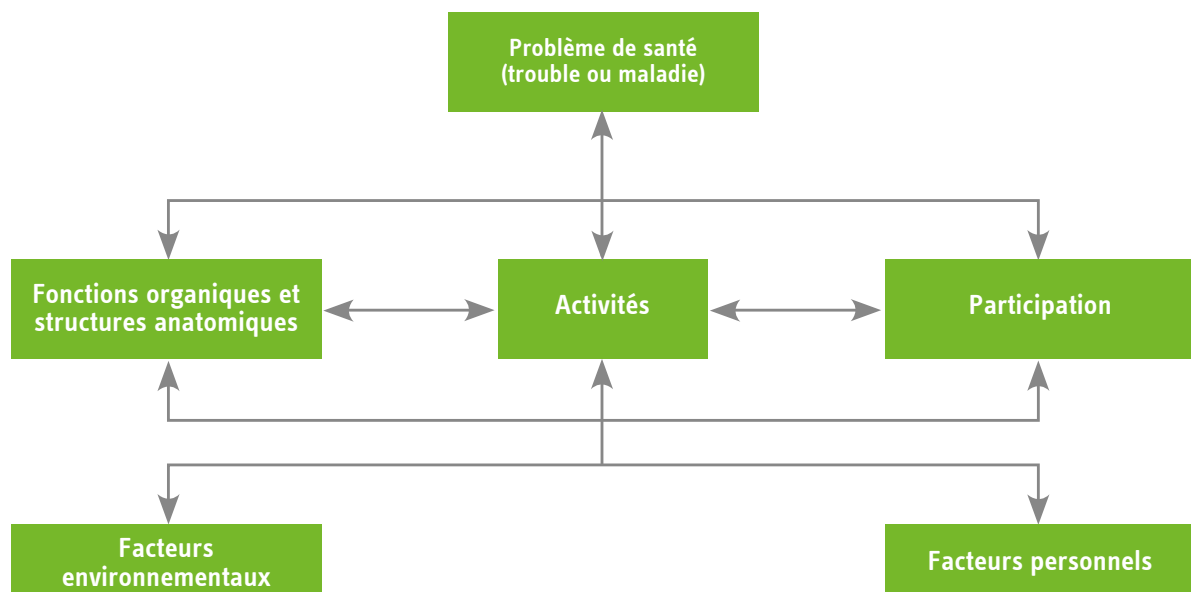 Problème de santé
(trouble ou maladie)
Fonctions organiques et
structures anatomiques
Activités
Participation
Facteurs
environnementaux
Facteurs personnels